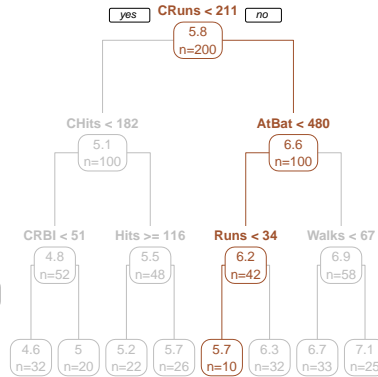 CRuns < 211
yes no
5.8
n=200
CHits < 182 AtBat < 480
5.1 6.6
n=100 n=100
CRBI < 51 Hits >= 116 Runs < 34 Walks < 67
4.8 5.5 6.2 6.9
n=52 n=48 n=42 n=58
4.6 5 5.2 5.7 5.7 6.3 6.7 7.1
n=32 n=20 n=22 n=26 n=10 n=32 n=33 n=25